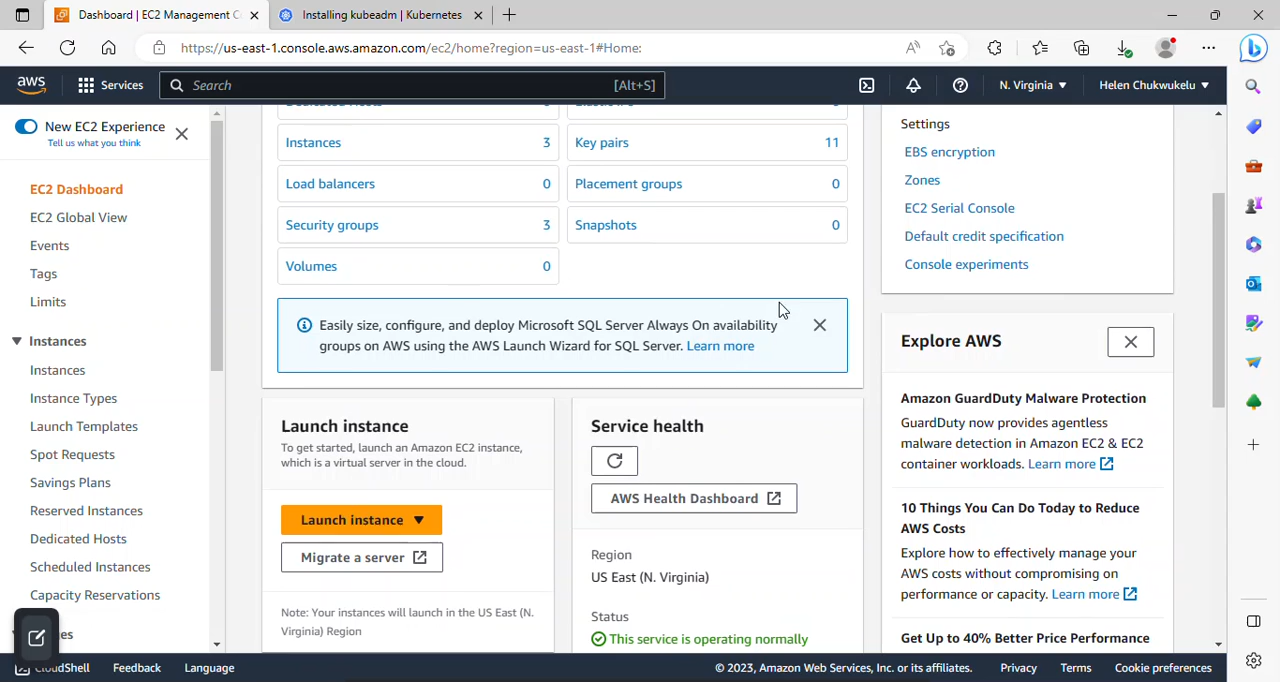 Dashboard | EC2 Management C
Installing kubeadm | Kubernetes
https://us-east-1.console.aws.amazon.com/ec2/home?region=us-east-1#Home:
aws
Services
Search
[Alt+S]
N. Virginia
Helen Chukwukelu
New EC2 Experience
Tell us what you think
EC2 Dashboard
EC2 Global View
Events
Tags
Limits
Instances
Instances
Instance Types
Launch Templates
Spot Requests
Savings Plans
Reserved Instances
Dedicated Hosts
Scheduled Instances
Capacity Reservations
Instances 3
Key pairs 11
Load balancers 0
Placement groups 0
Security groups 3
Snapshots 0
Volumes 0
Easily size, configure, and deploy Microsoft SQL Server Always On availability
groups on AWS using the AWS Launch Wizard for SQL Server. Learn more
Launch instance
To get started, launch an Amazon EC2 instance,
which is a virtual server in the cloud.
Launch instance
Migrate a server
Note: Your instances will launch in the US East (N.
Virginia) Region
Service health
AWS Health Dashboard
Region
US East (N. Virginia)
Status
This service is operating normally
Settings
EBS encryption
Zones
EC2 Serial Console
Default credit specification
Console experiments
Explore AWS
Amazon GuardDuty Malware Protection
GuardDuty now provides agentless
malware detection in Amazon EC2 & EC2
container workloads. Learn more
10 Things You Can Do Today to Reduce
AWS Costs
Explore how to effectively manage your
AWS costs without compromising on
performance or capacity. Learn more
Get Up to 40% Better Price Performance
CloudShell
Feedback
Language
© 2023, Amazon Web Services, Inc. or its affiliates.
Privacy
Terms
Cookie preferences